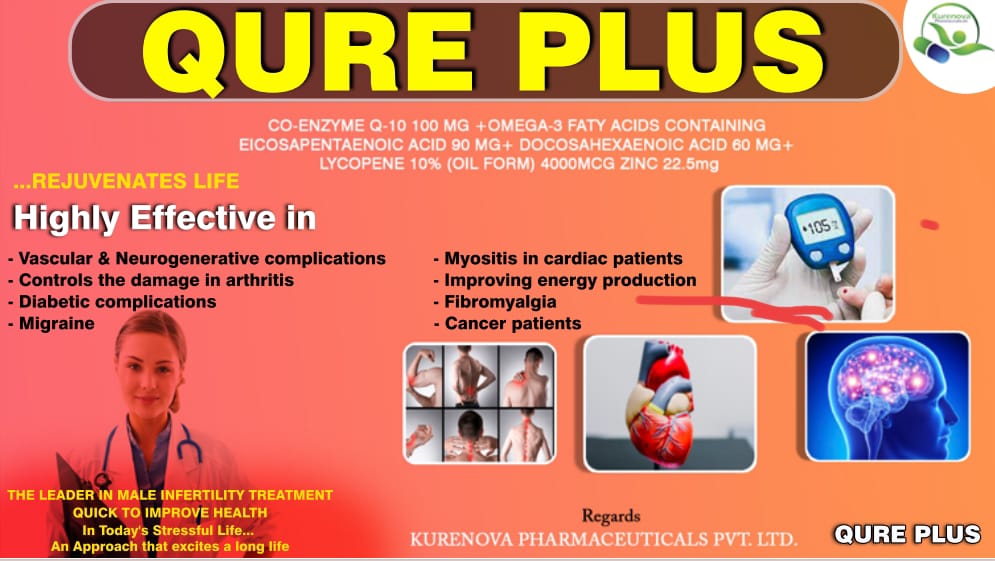 QURE PLUS
Kurenova
Pharmaceuticals
CO-ENZYME Q-10 100 MG +OMEGA-3 FATY ACIDS CONTAINING
EICOSAPENTAENOIC ACID 90 MG+ DOCOSAHEXAENOIC ACID 60 MG+
LYCOPENE 10% (OIL FORM) 4000MCG ZINC 22.5mg
...REJUVENATES LIFE
Highly Effective in
- Vascular & Neurogenerative complications
- Controls the damage in arthritis
- Diabetic complications
- Migraine
- Myositis in cardiac patients
- Improving energy production
- Fibromyalgia
- Cancer patients
105
THE LEADER IN MALE INFERTILITY TREATMENT
QUICK TO IMPROVE HEALTH
In Today's Stressful Life...
An Approach that excites a long life
Regards
KURENOVA PHARMACEUTICALS PVT. LTD.
QURE PLUS